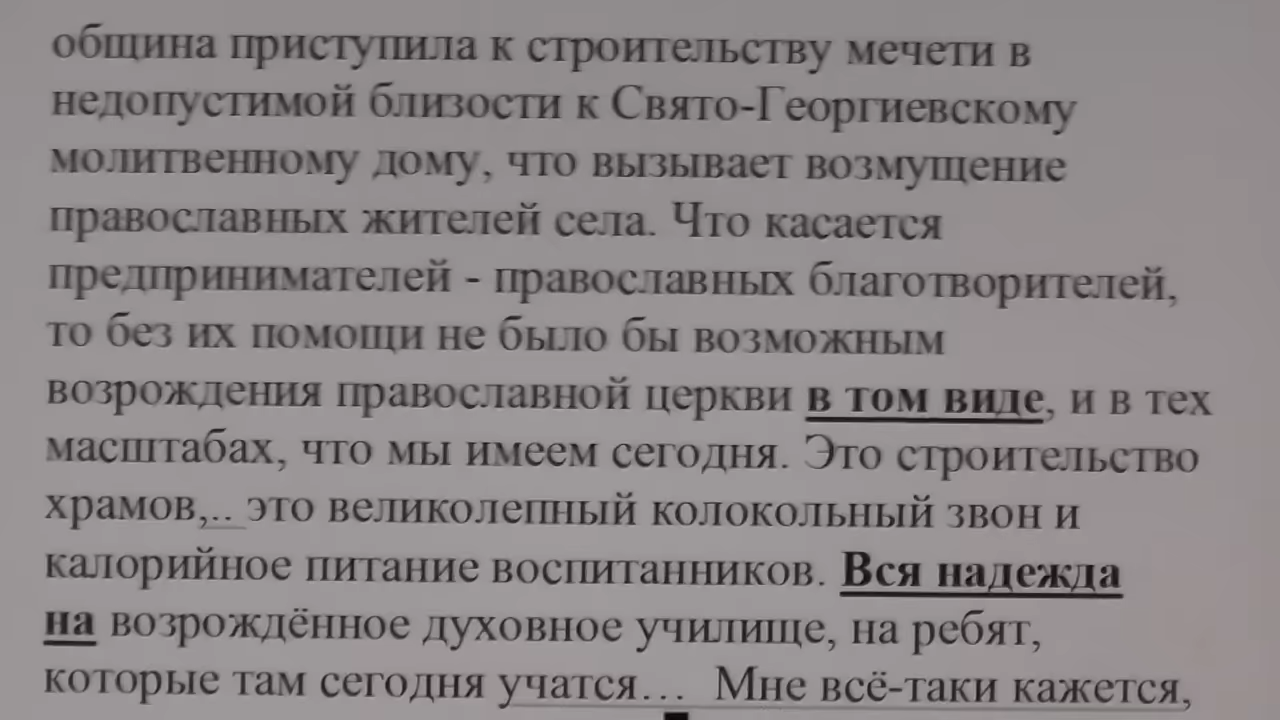 община приступила к строительству мечети в
недопустимой близости к Свято-Георгиевскому
молитвенному дому, что вызывает возмущение
православных жителей села. Что касается
предпринимателей - православных благотворителей,
то без их помощи не было бы возможным
возрождения православной церкви в том виде, и в тех
масштабах, что мы имеем сегодня. Это строительство
храмов,.. это великолепный колокольный звон и
калорийное питание воспитанников. Вся надежда
на возрождённое духовное училище, на ребят,
которые там сегодня учатся… Мне всё-таки кажется,